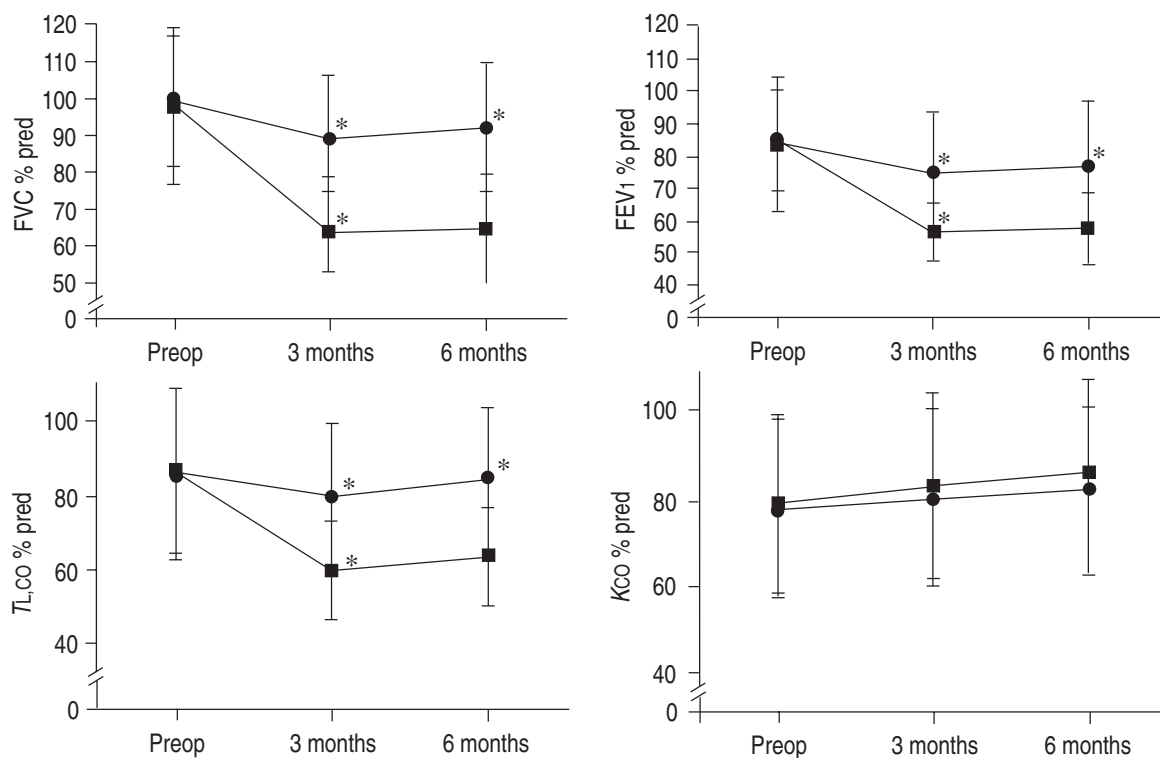 120
110
100
90
80
70
60
50
0
FVC % pred
*
*
*
Preop
3 months
6 months
120
110
100
90
80
70
60
50
40
0
FEV1 % pred
*
*
*
Preop
3 months
6 months
100
80
60
40
0
TL,CO % pred
*
*
*
Preop
3 months
6 months
100
80
60
40
0
KCO % pred
Preop
3 months
6 months